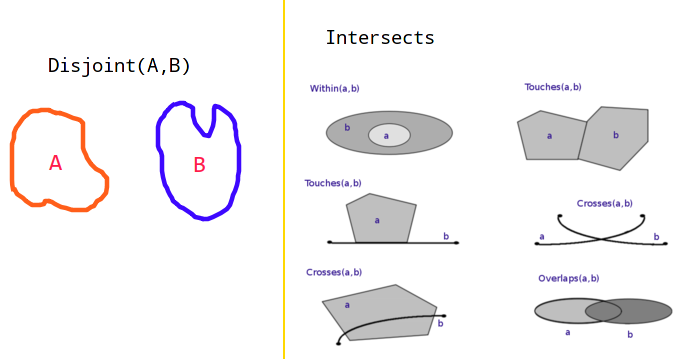 Disjoint(A,B)
A
B
Intersects
Within(a,b)
b
a
Touches(a,b)
a
b
Touches(a,b)
a
b
Crosses(a,b)
a
b
Crosses(a,b)
a
b
Overlaps(a,b)
a
b